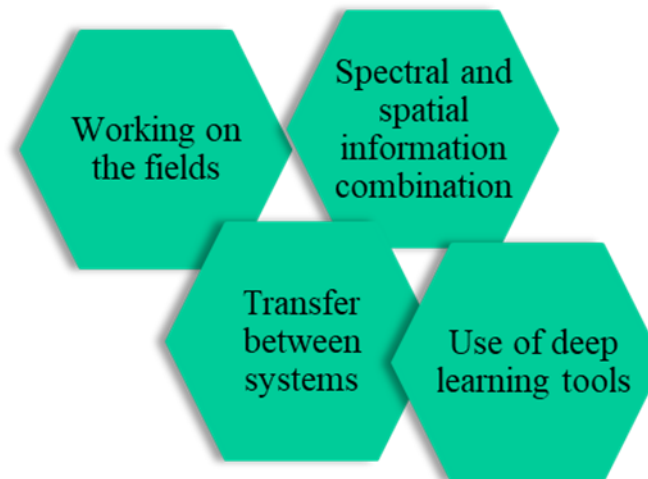 Working on
the fields
Spectral and
spatial
information
combination
Transfer
between
systems
Use of deep
learning tools